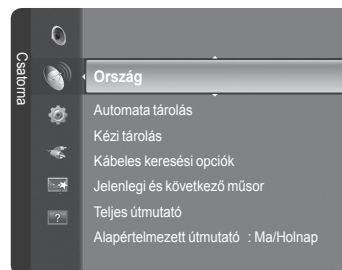 Csatorna
Ország
Automata tárolás
Kézi tárolás
Kábeles keresési opciók
Jelenlegi és következő műsor
Teljes útmutató
Alapértelmezett útmutató : Ma/Holnap
?